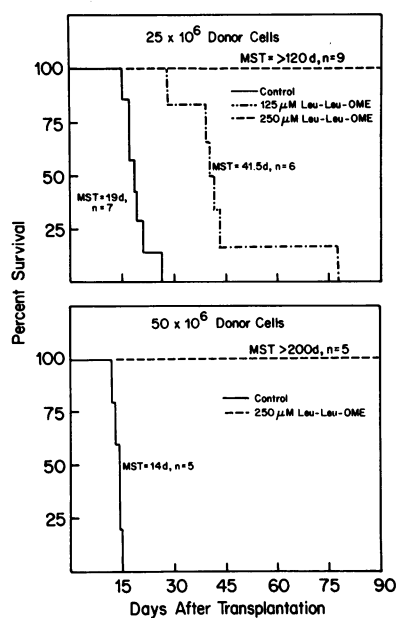 25 x 10⁶ Donor Cells
MST = >120 d, n = 9
100
Control
125 µM Leu-Leu-OME
250 µM Leu-Leu-OME
75
MST = 41.5d, n = 6
50
MST = 19d,
n = 7
25
Percent Survival
50 x 10⁶ Donor Cells
MST >200d, n = 5
100
Control
250 µM Leu-Leu-OME
75
MST = 14d, n = 5
50
25
15 30 45 60 75 90
Days After Transplantation